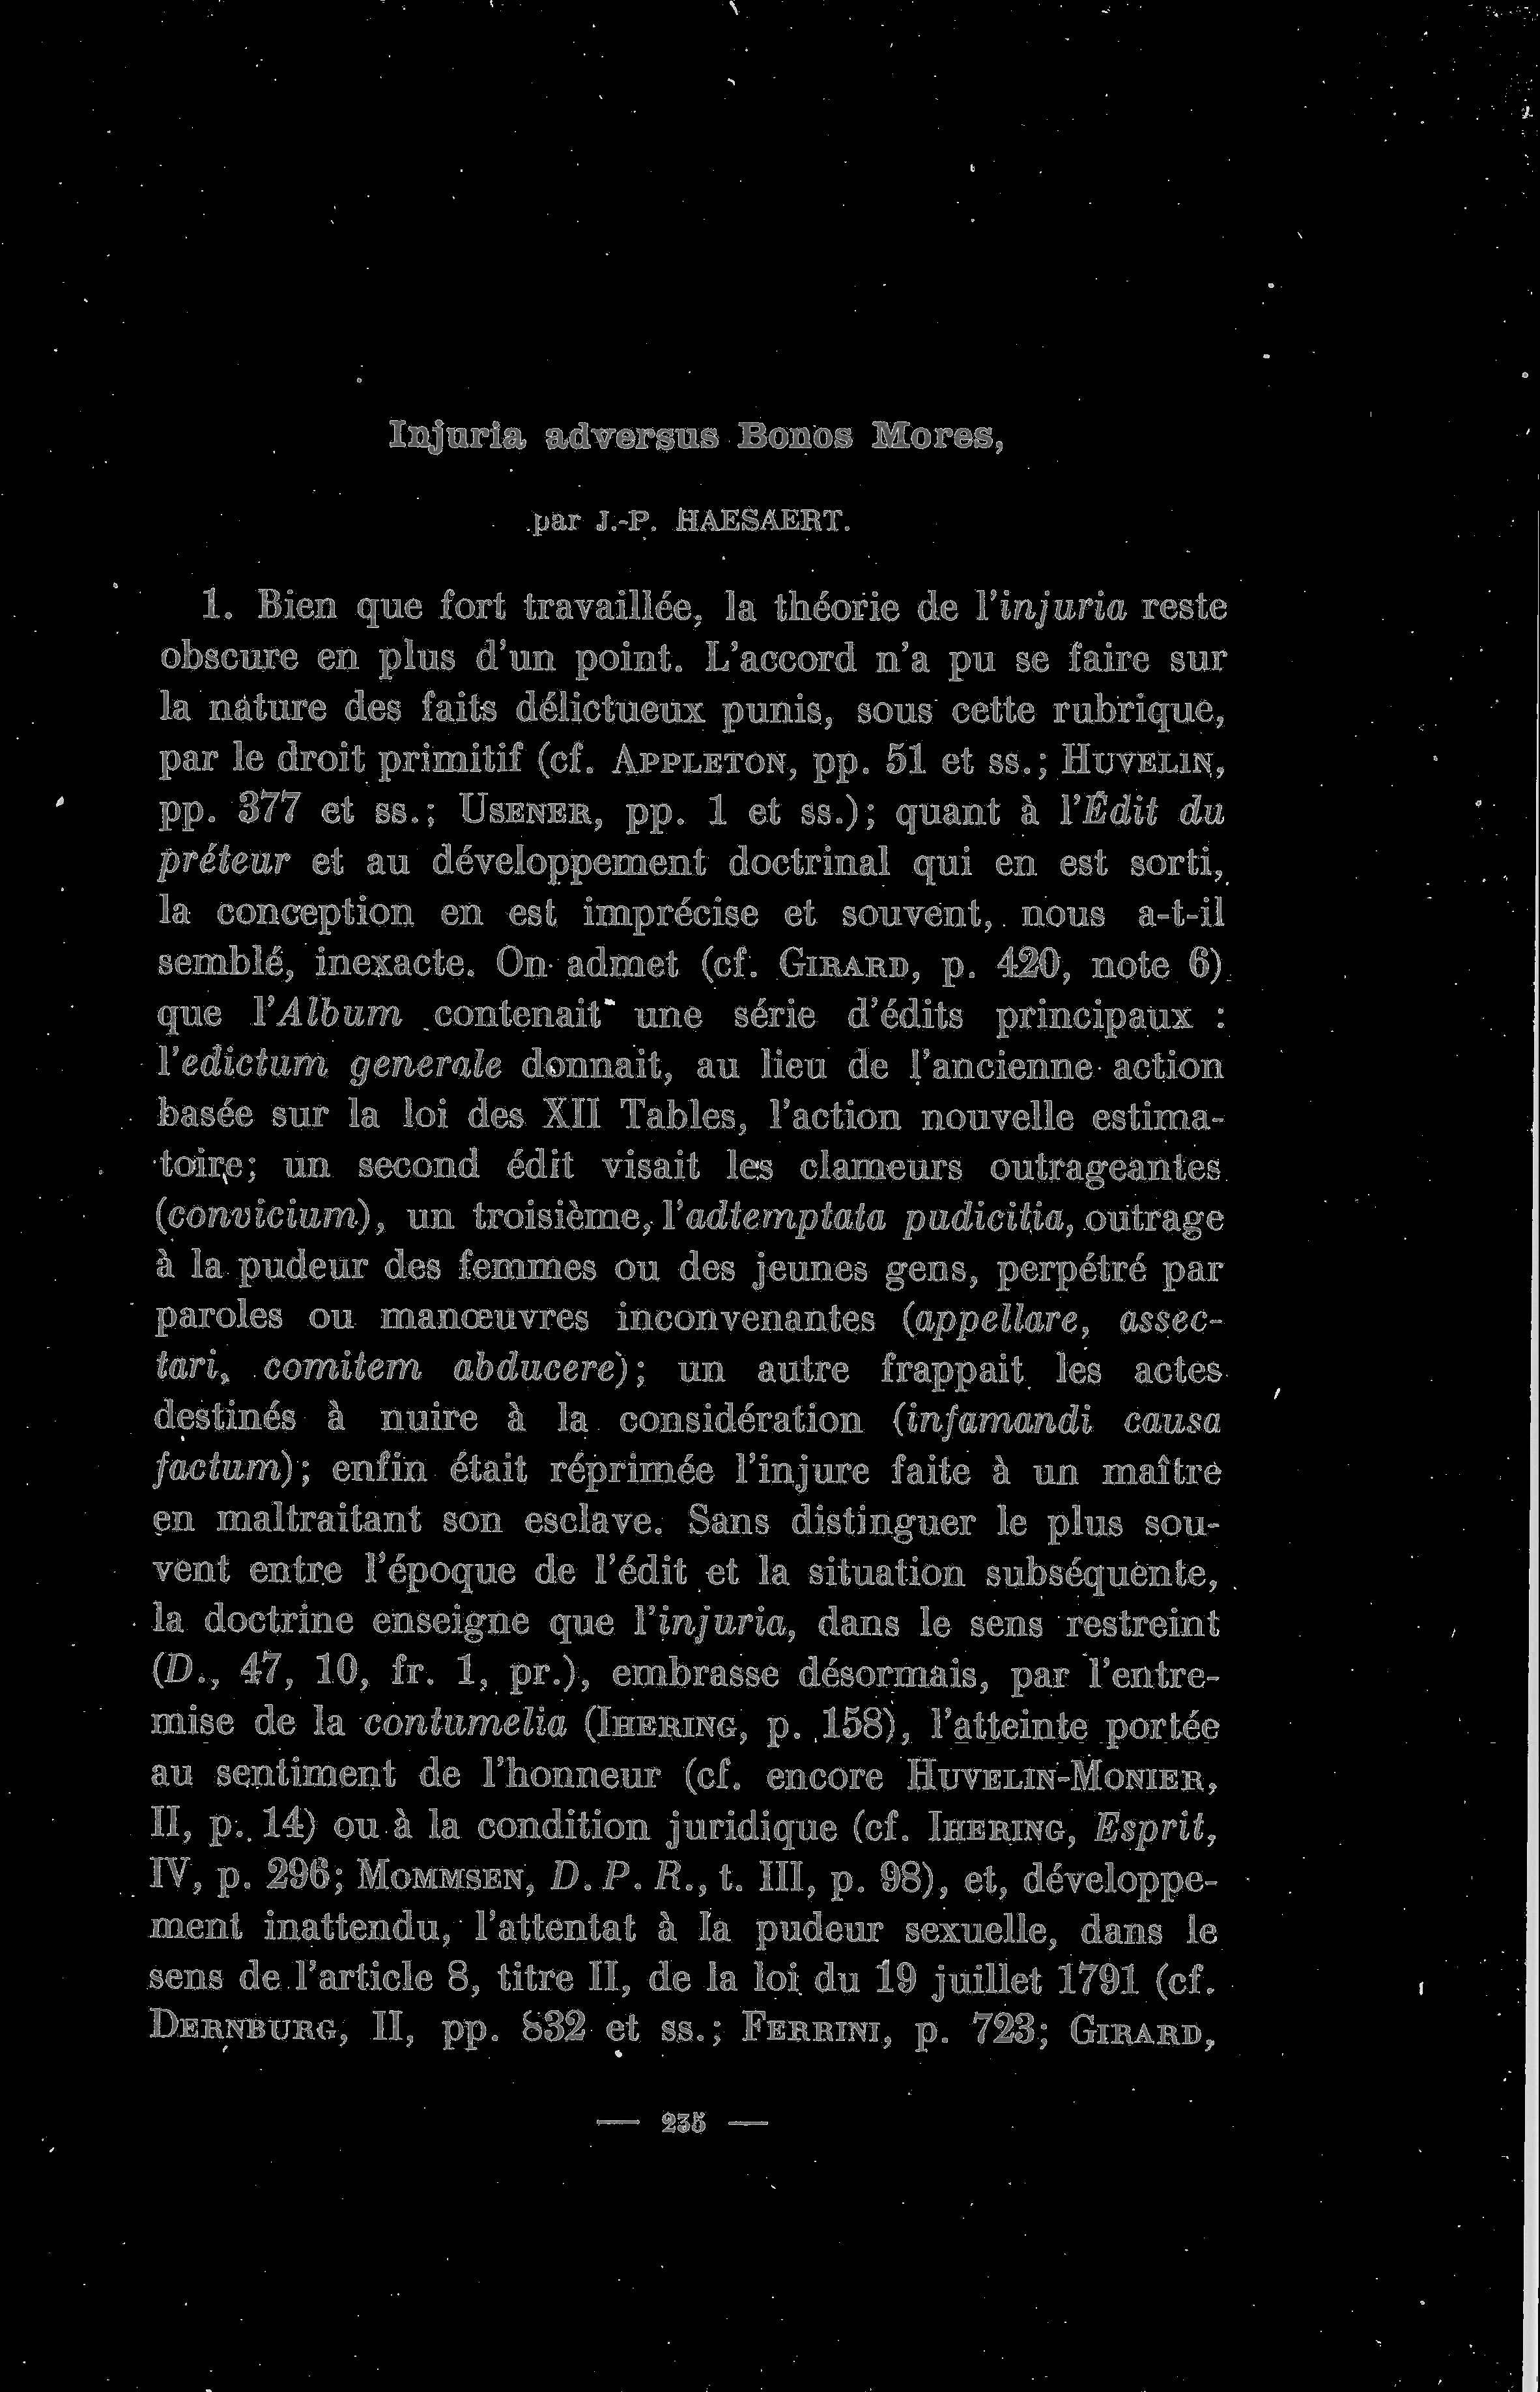 Injuria adversus Bonos Mores,
par J.-P. HAESAERT.
1. Bien que fort travaillée, la théorie de l'injuria reste
obscure en plus d'un point. L'accord n'a pu se faire sur
la nature des faits délictueux punis, sous cette rubrique,
par le droit primitif (cf. APPLETON, pp. 51 et ss.; HUVELIN,
pp. 377 et ss.; USENER, pp. 1 et ss.); quant à l'Édit du
préteur et au développement doctrinal qui en est sorti,
la conception en est imprécise et souvent, nous a-t-il
semblé, inexacte. On admet (cf. GIRARD, p. 420, note 6)
que l'Album contenait une série d'édits principaux :
l'edictum generale donnait, au lieu de l'ancienne action
basée sur la loi des XII Tables, l'action nouvelle estima-
toire; un second édit visait les clameurs outrageantes
(convicium), un troisième, l'adtemptata pudicitia, outrage
à la pudeur des femmes ou des jeunes gens, perpétré par
paroles ou manœuvres inconvenantes (appellare, assec-
tari, comitem abducere); un autre frappait les actes
destinés à nuire à la considération (infamandi causa
factum); enfin était réprimée l'injure faite à un maître
en maltraitant son esclave. Sans distinguer le plus sou-
vent entre l'époque de l'édit et la situation subséquente,
la doctrine enseigne que l'injuria, dans le sens restreint
(D., 47, 10, fr. 1, pr.), embrasse désormais, par l'entre-
mise de la contumelia (IHERING, p. 158), l'atteinte portée
au sentiment de l'honneur (cf. encore HUVELIN-MONIER,
II, p. 14) ou à la condition juridique (cf. IHERING, Esprit,
IV, p. 296; MOMMSEN, D. P. R., t. III, p. 98), et, développe-
ment inattendu, l'attentat à la pudeur sexuelle, dans le
sens de l'article 8, titre II, de la loi du 19 juillet 1791 (cf.
DERNBURG, II, pp. 832 et ss.; FERRINI, p. 723; GIRARD,
— 235 —